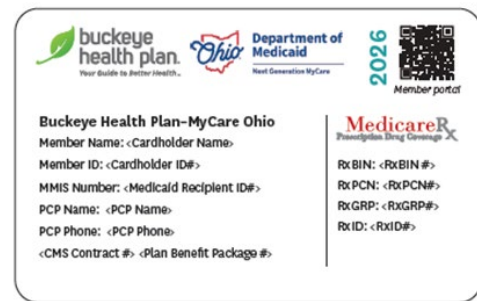 buckeye
health plan.
Your Guide to Better Health™
Ohio
Department of
Medicaid
Next Generation MyCare
2026
Member portal
Buckeye Health Plan–MyCare Ohio
Member Name: <Cardholder Name>
Member ID: <Cardholder ID#>
MMIS Number: <Medicaid Recipient ID#>
PCP Name: <PCP Name>
PCP Phone: <PCP Phone>
<CMS Contract #> <Plan Benefit Package #>
MedicareRx
Prescription Drug Coverage
RxBIN: <RxBIN #>
RxPCN: <RxPCN#>
RxGRP: <RxGRP#>
RxID: <RxID#>